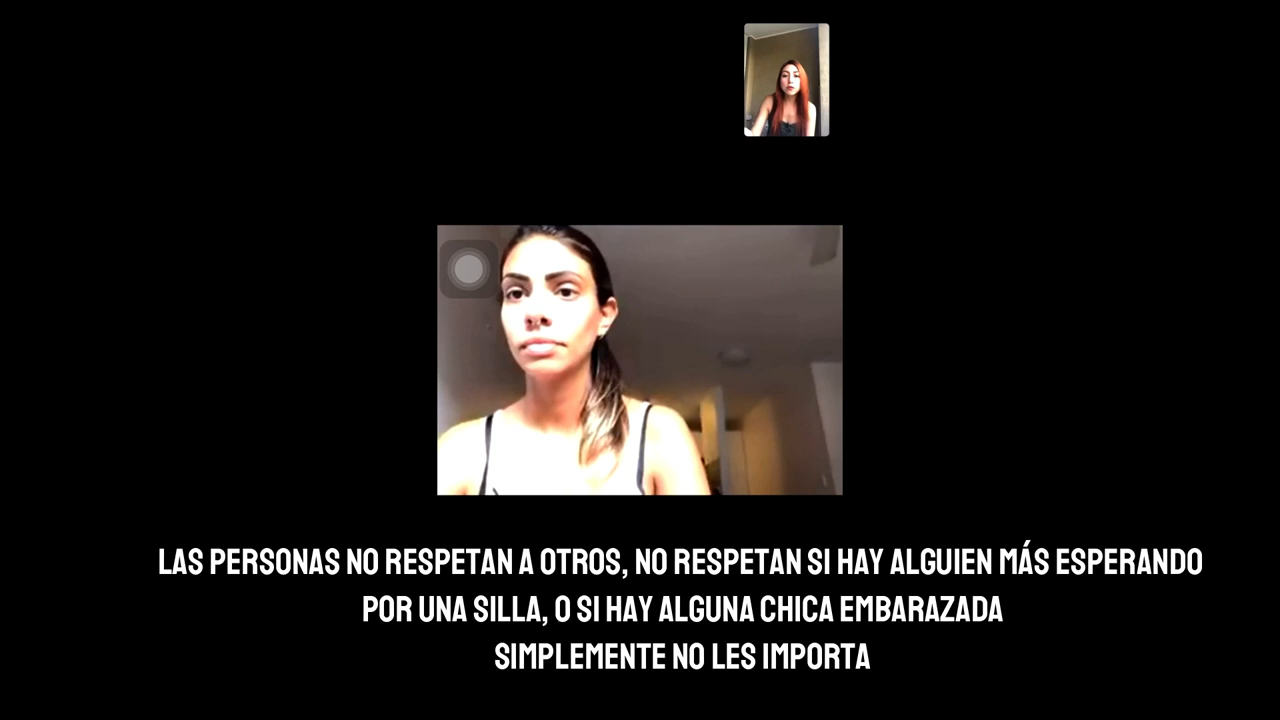 LAS PERSONAS NO RESPETAN A OTROS, NO RESPETAN SI HAY ALGUIEN MÁS ESPERANDO
POR UNA SILLA, O SI HAY ALGUNA CHICA EMBARAZADA
SIMPLEMENTE NO LES IMPORTA